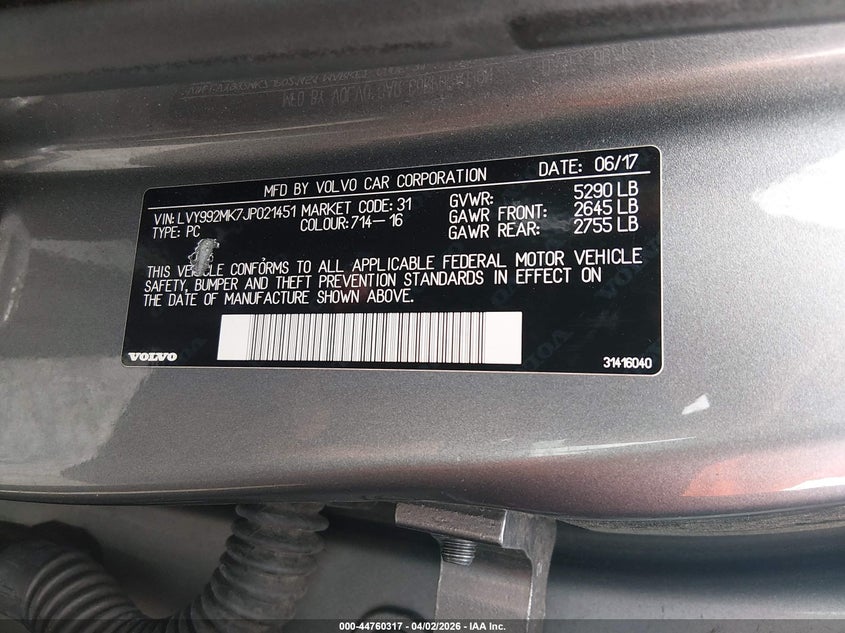 MFD BY VOLVO CAR CORPORATION DATE: 06/17
VIN: LVY992MK7JP021451 MARKET CODE: 31 GVWR: 5290 LB
TYPE: PC COLOUR: 714-16 GAWR FRONT: 2645 LB
GAWR REAR: 2755 LB
THIS VEHICLE CONFORMS TO ALL APPLICABLE FEDERAL MOTOR VEHICLE
SAFETY, BUMPER AND THEFT PREVENTION STANDARDS IN EFFECT ON
THE DATE OF MANUFACTURE SHOWN ABOVE.
VOLVO 31416040
000-44760317 - 04/02/2026 - IAA Inc.